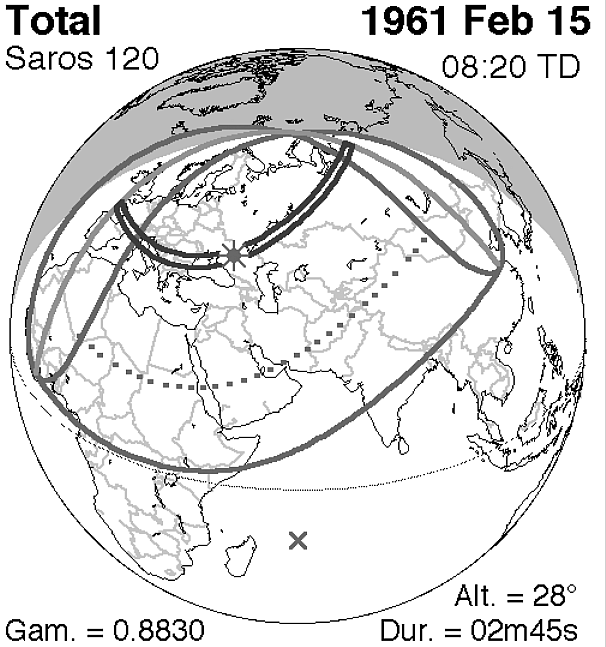 Total
1961 Feb 15
Saros 120
08:20 TD
Alt. = 28°
Gam. = 0.8830
Dur. = 02m45s